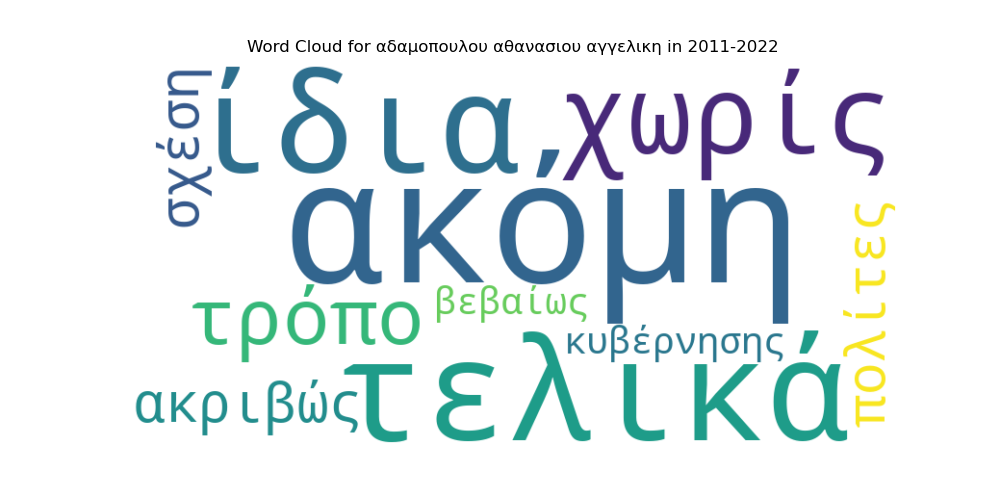 Word Cloud for αδαμοπουλου αθανασιου αγγελικη in 2011-2022
σχέση
ίδια
χωρίς
ακόμη
πολίτες
τρόπο
βεβαίως
κυβέρνησης
ακριβώς
τελικά